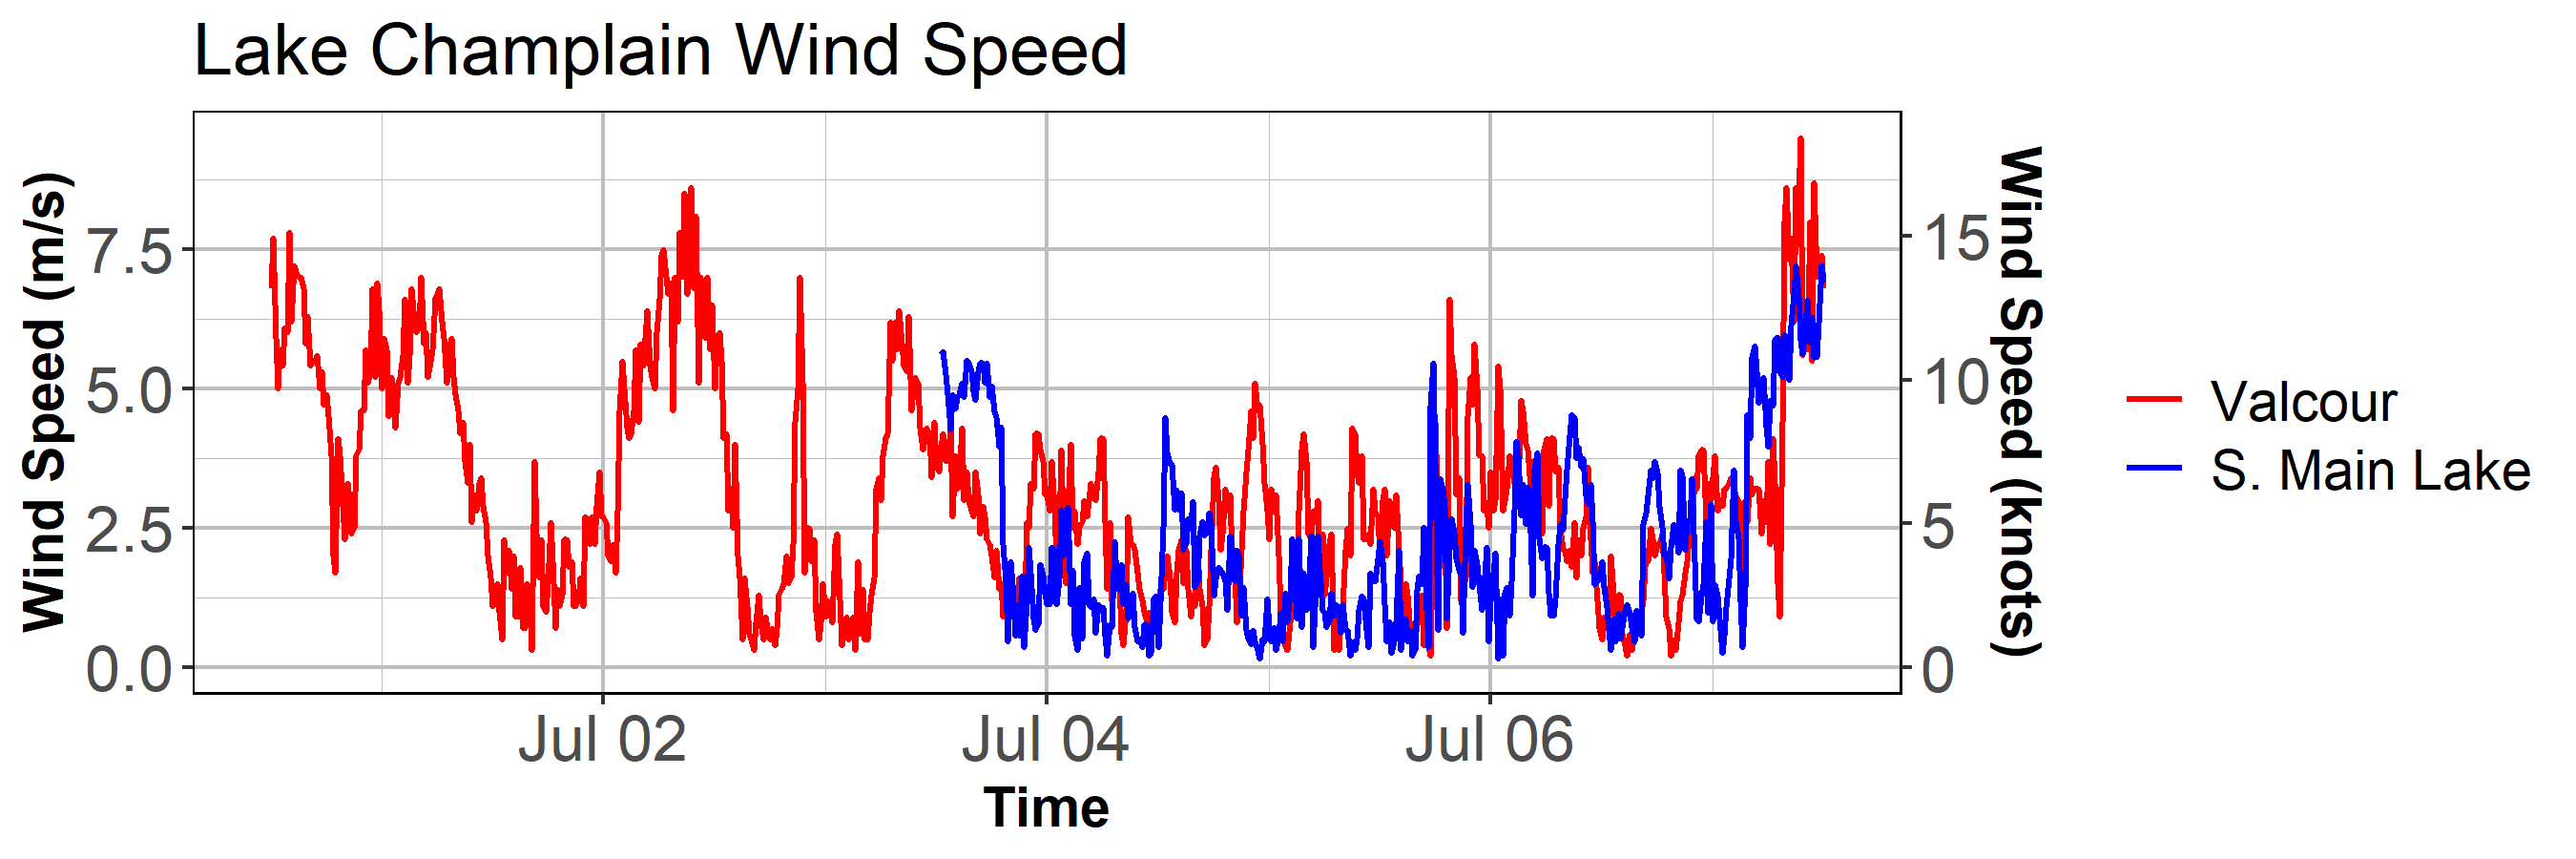 Lake Champlain Wind Speed
Wind Speed (m/s)
7.5
5.0
2.5
0.0
15
10
5
0
Wind Speed (knots)
Jul 02
Jul 04
Jul 06
Time
Valcour
S. Main Lake